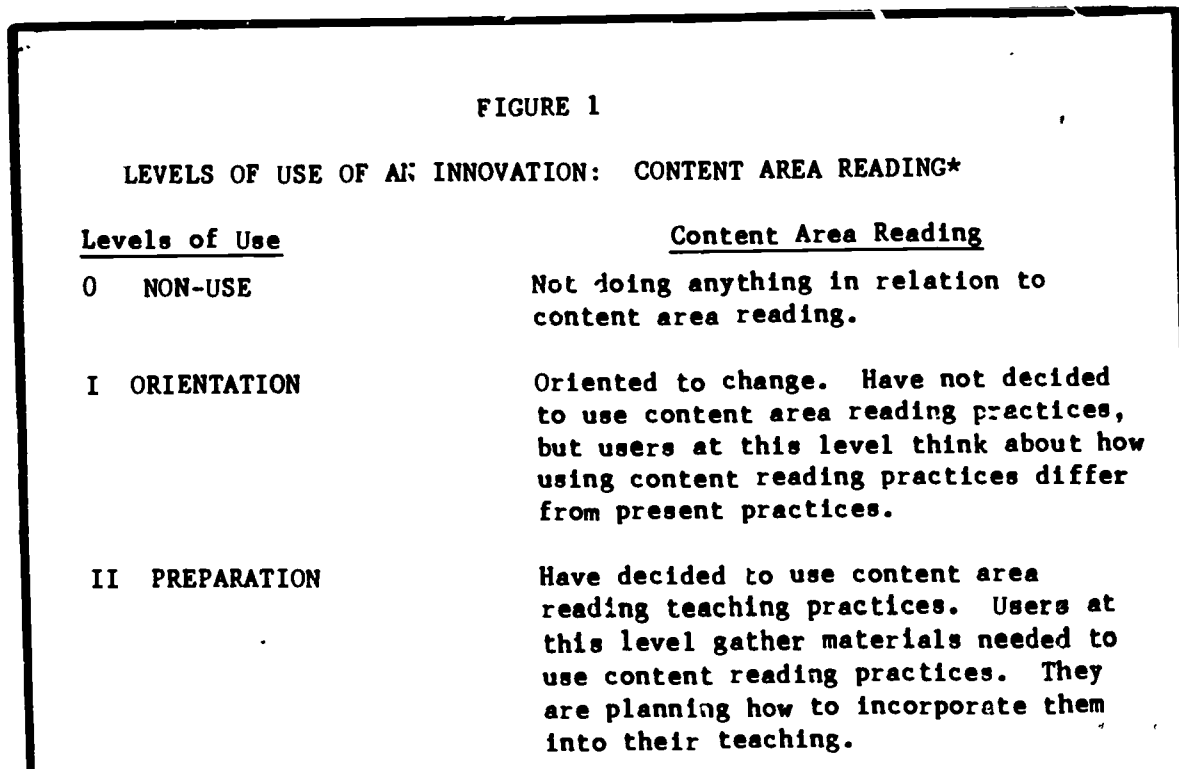 FIGURE 1
LEVELS OF USE OF AN INNOVATION: CONTENT AREA READING*
Levels of Use Content Area Reading
0 NON-USE Not doing anything in relation to
content area reading.
I ORIENTATION Oriented to change. Have not decided
to use content area reading practices,
but users at this level think about how
using content reading practices differ
from present practices.
II PREPARATION Have decided to use content area
reading teaching practices. Users at
this level gather materials needed to
use content reading practices. They
are planning how to incorporate them
into their teaching.